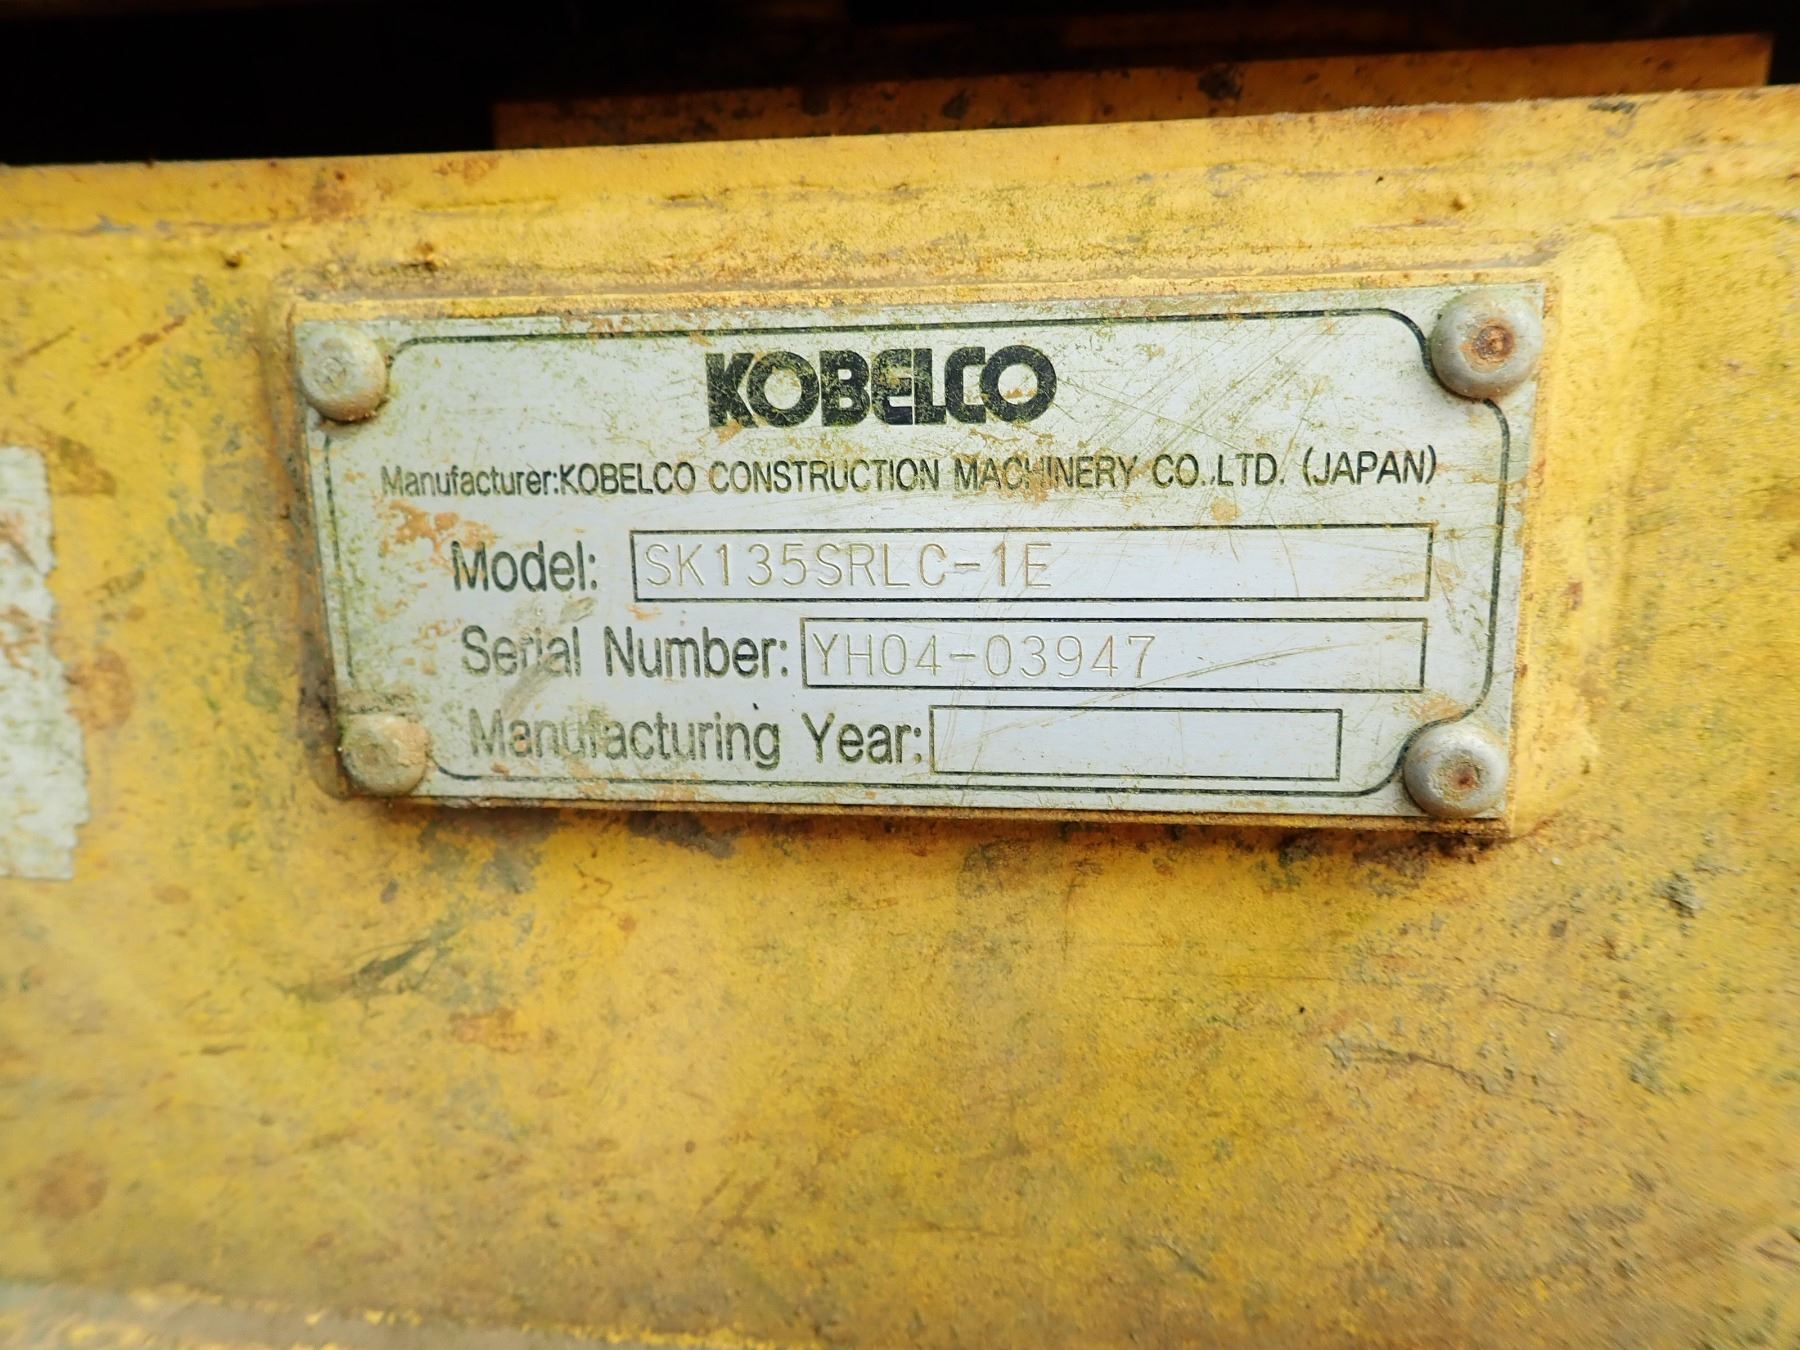 KOBELCO
Manufacturer:KOBELCO CONSTRUCTION MACHINERY CO.,LTD. (JAPAN)
Model: SK135SRLC-1E
Serial Number: YH04-03947
Manufacturing Year: